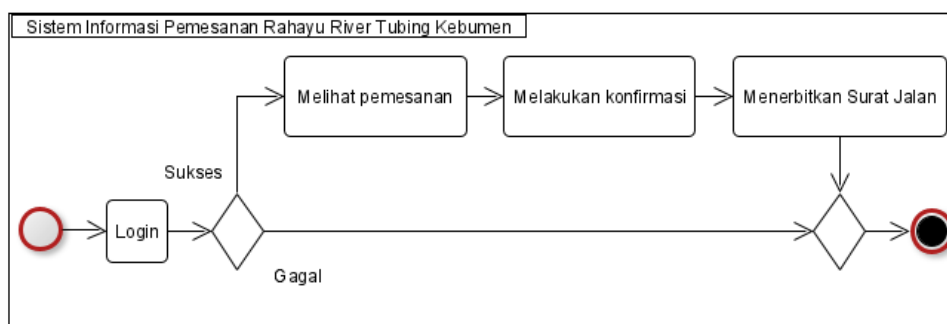 Sistem Informasi Pemesanan Rahayu River Tubing Kebumen
Melihat pemesanan
Melakukan konfirmasi
Menerbitkan Surat Jalan
Sukses
Login
Gagal